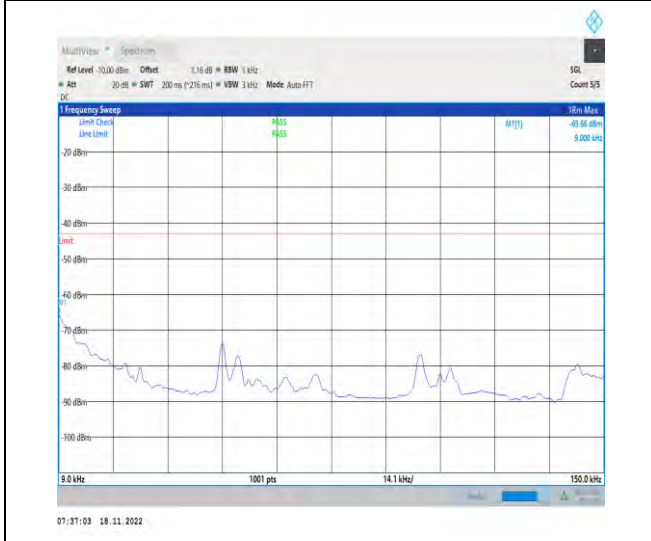 MultiView Spectrum
Ref Level -10.00 dBm Offset 1.16 dB RBW 1 kHz SGL
Att 20 dB SWT 200 ms (~216 ms) VBW 3 kHz Mode Auto FFT Count 5/5
DC
1 Frequency Sweep 1Rm Max
Limit Check PASS M1[1] -65.66 dBm
Line Limit PASS 9.000 kHz
-20 dBm
-30 dBm
-40 dBm
Limit
-50 dBm
-60 dBm
M1
-70 dBm
-80 dBm
-90 dBm
-100 dBm
9.0 kHz 1001 pts 14.1 kHz/ 150.0 kHz
07:37:03 18.11.2022